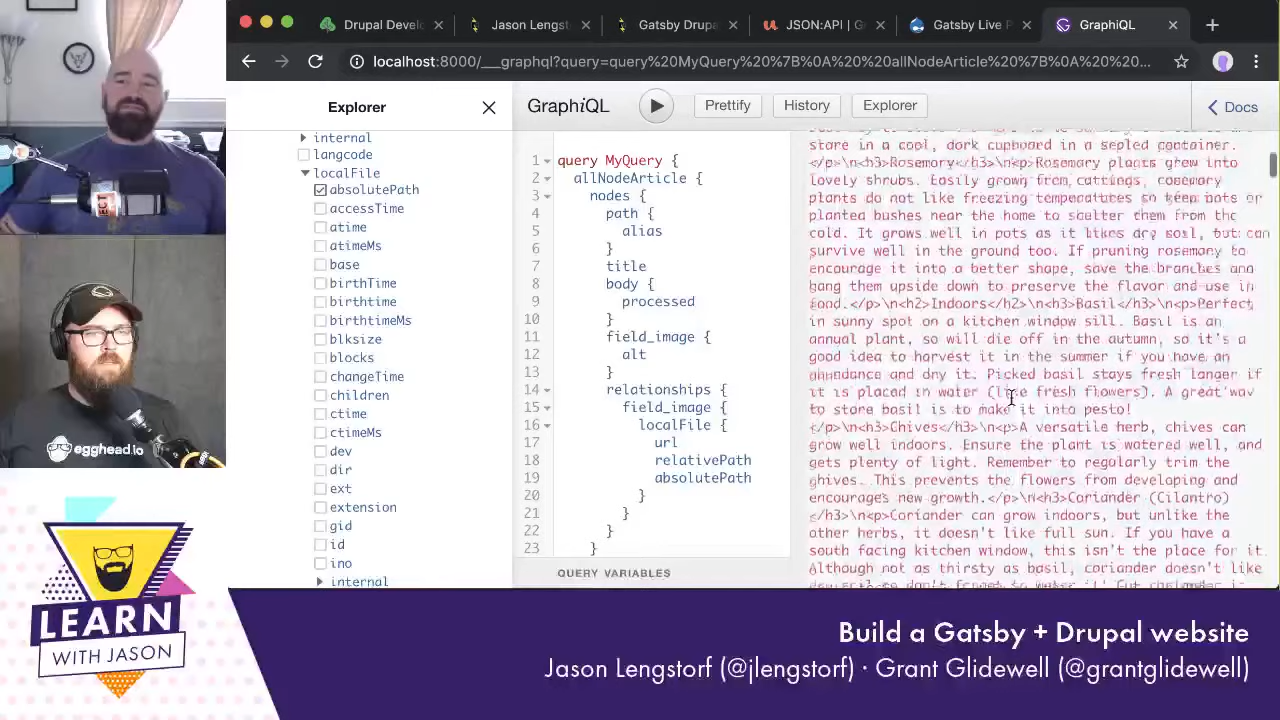 Drupal Develo
Jason Lengst
Gatsby Drupa
JSON:API | G
Gatsby Live P
GraphiQL
localhost:8000/___graphql?query=query%20MyQuery%20%7B%0A%20%20allNodeArticle%20%7B%0A%20%20...
Explorer
internal
langcode
localFile
absolutePath
accessTime
atime
atimeMs
base
birthTime
birthtime
birthtimeMs
blksize
blocks
changeTime
children
ctime
ctimeMs
dev
dir
ext
extension
gid
id
ino
internal
GraphiQL
Prettify
History
Explorer
Docs
1 query MyQuery {
2 allNodeArticle {
3 nodes {
4 path {
5 alias
6 }
7 title
8 body {
9 processed
10 }
11 field_image {
12 alt
13 }
14 relationships {
15 field_image {
16 localFile {
17 url
18 relativePath
19 absolutePath
20 }
21 }
22 }
23 }
QUERY VARIABLES
store in a cool, dork cupboard in a
</p>\n<h3>Rosemary</h3>\n<p>Rosemary plants grow into
lovely shrubs. Easily grown from cuttings, rosemary
plants do not like freezing temperatures so keep pots or
planted bushes near the home to shelter them from the
cold. It grows well in pots as it likes dry soil, but can
survive well in the ground too. If pruning rosemary to
encourage it into a better shape, save the branches and
hang them upside down to preserve the flavor and use in
food.</p>\n<h2>Indoors</h2>\n<h3>Basil</h3>\n<p>Perfect
in sunny spot on a kitchen window sill. Basil is an
annual plant, so will die off in the autumn, so it's a
good idea to harvest it in the summer if you have an
abundance and dry it. Picked basil stays fresh longer if
it is placed in water (like fresh flowers). A great way
to store basil is to make it into pesto!
</p>\n<h3>Chives</h3>\n<p>A versatile herb, chives can
grow well indoors. Ensure the plant is watered well, and
gets plenty of light. Remember to regularly trim the
chives. This prevents the flowers from developing and
encourages new growth.</p>\n<h3>Coriander (Cilantro)
</h3>\n<p>Coriander can grow indoors, but unlike the
other herbs, it doesn't like full sun. If you have a
south facing kitchen window, this isn't the place for it.
Although not as thirsty as basil, coriander doesn't like
egghead.io
LEARN
WITH JASON
Build a Gatsby + Drupal website
Jason Lengstorf (@jlengstorf) · Grant Glidewell (@grantglidewell)